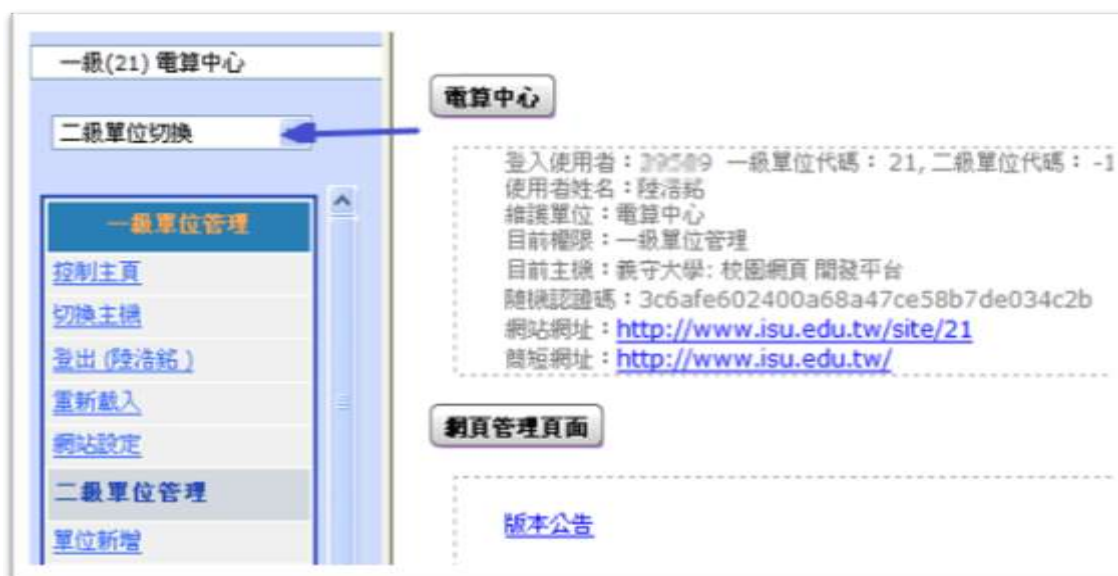 一級(21) 電算中心
二級單位切換
一級單位管理
控制主頁
切換主機
登出 (陸浩銘 )
重新載入
網站設定
二級單位管理
單位新增
電算中心
登入使用者： 一級單位代碼： 21, 二級單位代碼： -1
使用者姓名：陸浩銘
維護單位：電算中心
目前權限：一級單位管理
目前主機：義守大學: 校園網頁 開發平台
隨機認證碼：3c6afe602400a68a47ce58b7de034c2b
網站網址：http://www.isu.edu.tw/site/21
簡短網址：http://www.isu.edu.tw/
網頁管理頁面
版本公告